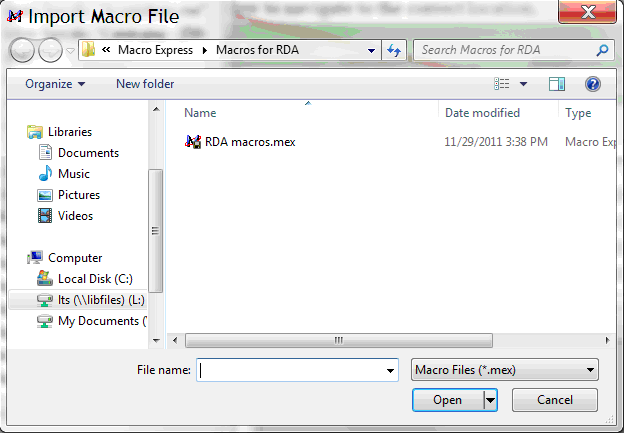 Import Macro File
« Macro Express Macros for RDA
Search Macros for RDA
Organize New folder
Name Date modified Type
RDA macros.mex 11/29/2011 3:38 PM Macro Exp
Libraries
Documents
Music
Pictures
Videos
Computer
Local Disk (C:)
lts (\\libfiles) (L:)
My Documents (
File name: Macro Files (*.mex)
Open Cancel